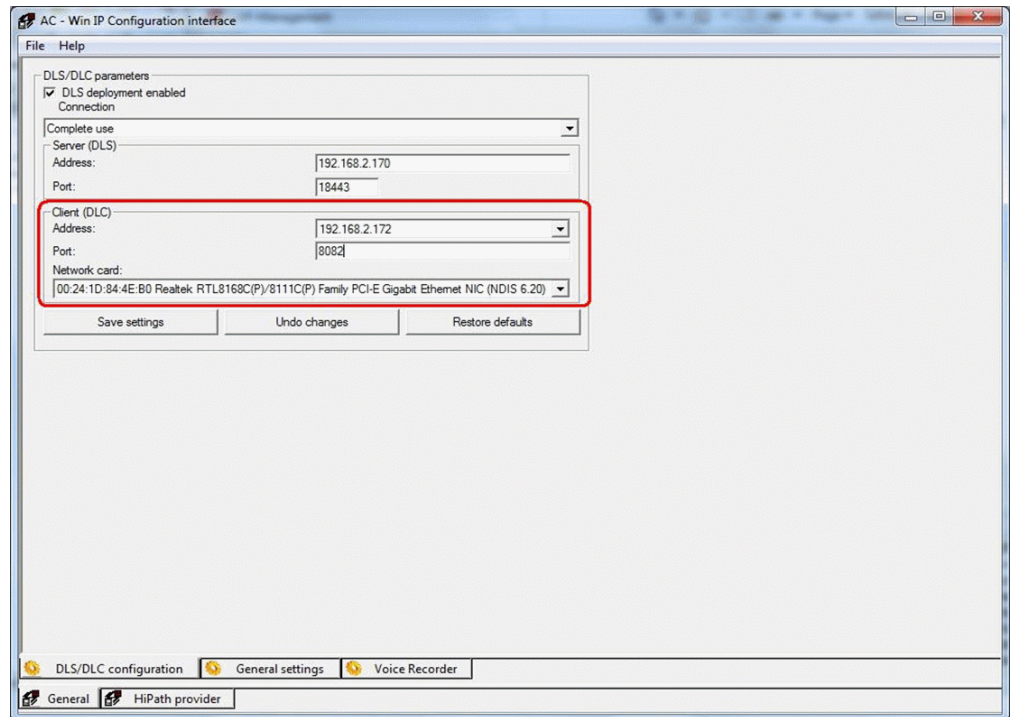 AC - Win IP Configuration interface
File Help
DLS/DLC parameters
DLS deployment enabled
Connection
Complete use
Server (DLS)
Address: 192.168.2.170
Port: 18443
Client (DLC)
Address: 192.168.2.172
Port: 8082
Network card:
00:24:1D:84:4E:B0 Realtek RTL8168C(P)/8111C(P) Family PCI-E Gigabit Ethernet NIC (NDIS 6.20)
Save settings Undo changes Restore defaults
DLS/DLC configuration General settings Voice Recorder
General HiPath provider